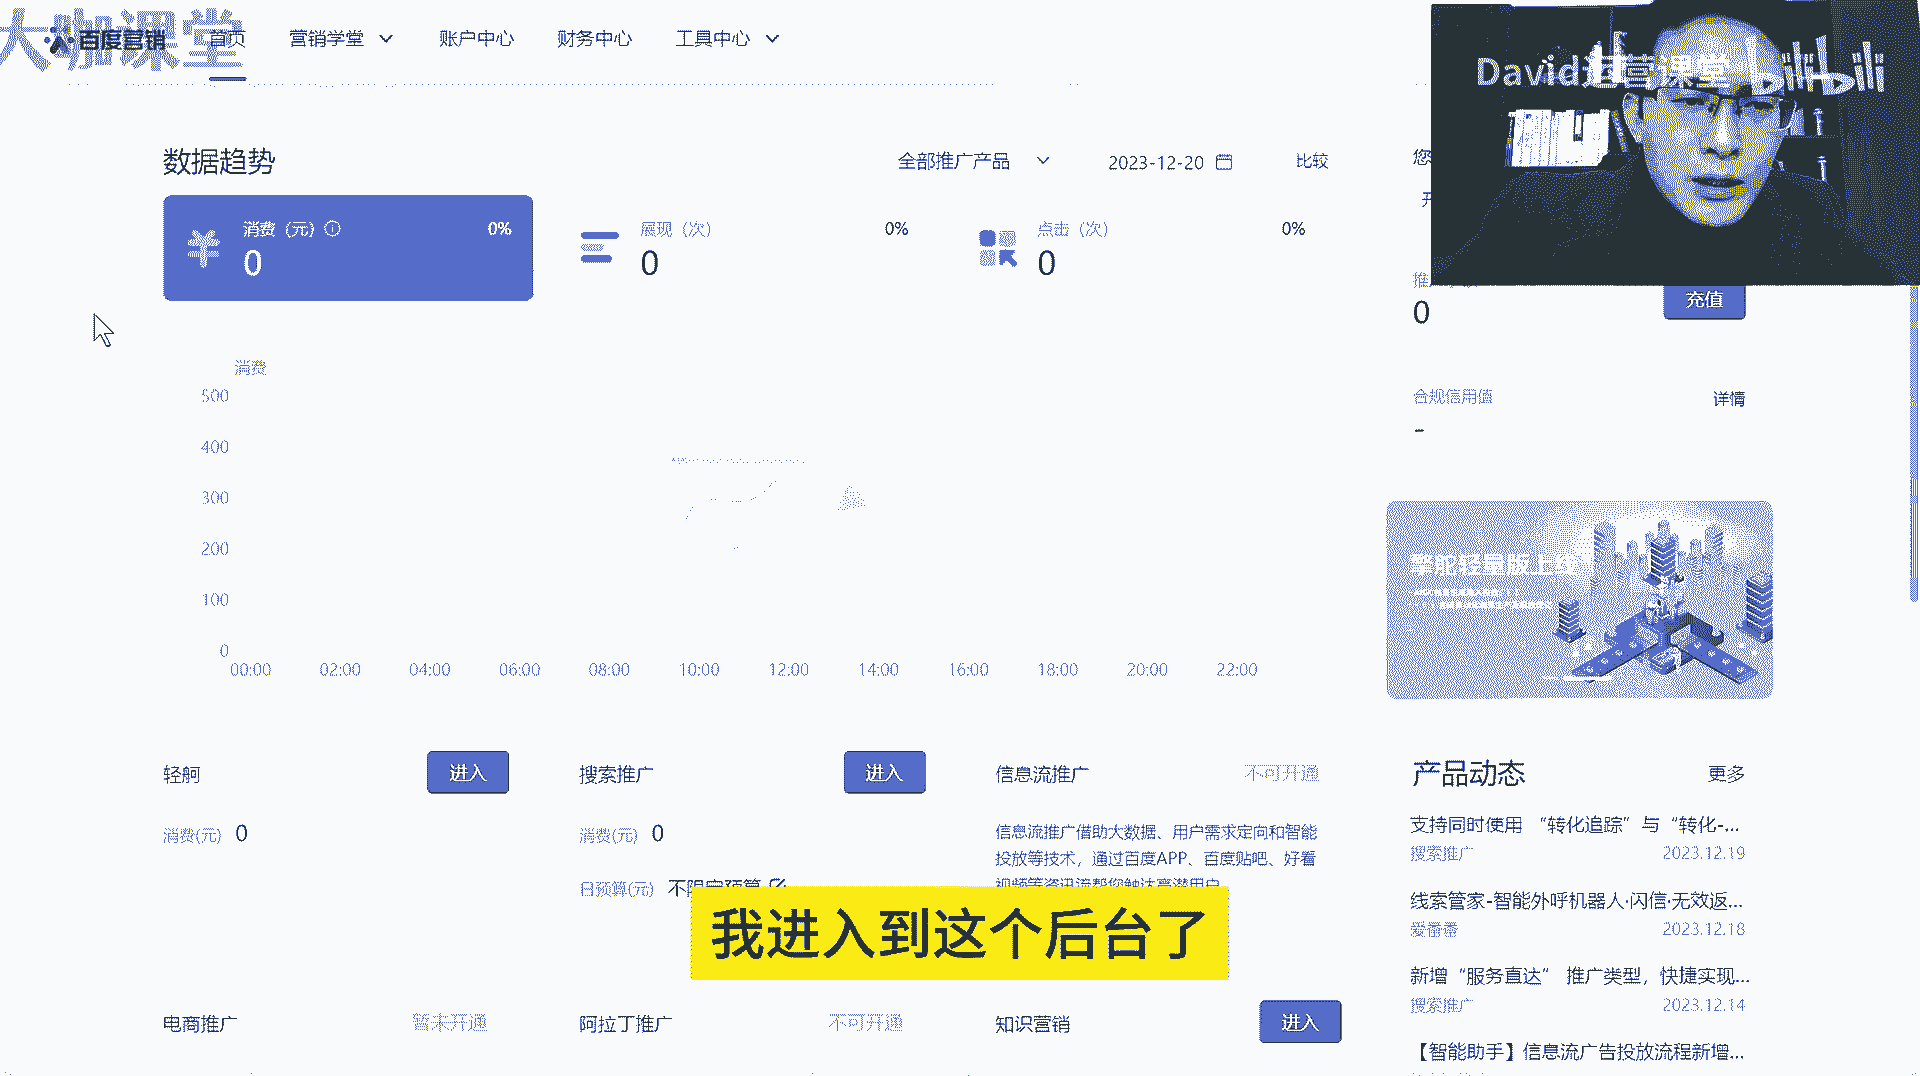 大咖课堂
百度营销
首页
营销学堂
账户中心
财务中心
工具中心
David运营课堂
bilibili
数据趋势
全部推广产品
2023-12-20
比较
您
开
消费（元）
0%
0
展现（次）
0%
0
点击（次）
0%
0
0
充值
消费
500
400
300
200
100
0
00:00
02:00
04:00
06:00
08:00
10:00
12:00
14:00
16:00
18:00
20:00
22:00
合规信用值
详情
-
擎舵轻量版上线
轻舸
进入
消费(元) 0
搜索推广
进入
消费(元) 0
日预算(元) 不限定预算
信息流推广
不可开通
信息流推广借助大数据、用户需求定向和智能
投放等技术，通过百度APP、百度贴吧、好看
视频等资讯流帮您触达高潜用户
我进入到这个后台了
电商推广
暂未开通
阿拉丁推广
不可开通
知识营销
进入
产品动态
更多
支持同时使用 “转化追踪”与“转化-...
搜索推广
2023.12.19
线索管家-智能外呼机器人·闪信·无效返...
爱番番
2023.12.18
新增“服务直达” 推广类型，快捷实现...
搜索推广
2023.12.14
【智能助手】信息流广告投放流程新增...